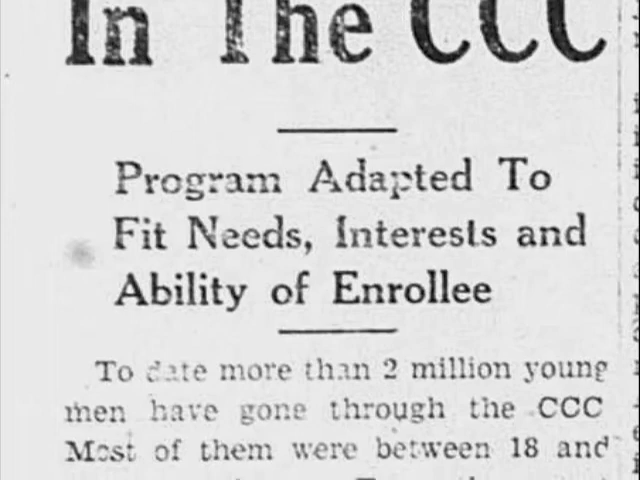 In The CCC
Program Adapted To
Fit Needs, Interests and
Ability of Enrollee
To date more than 2 million young
men have gone through the CCC
Most of them were between 18 and